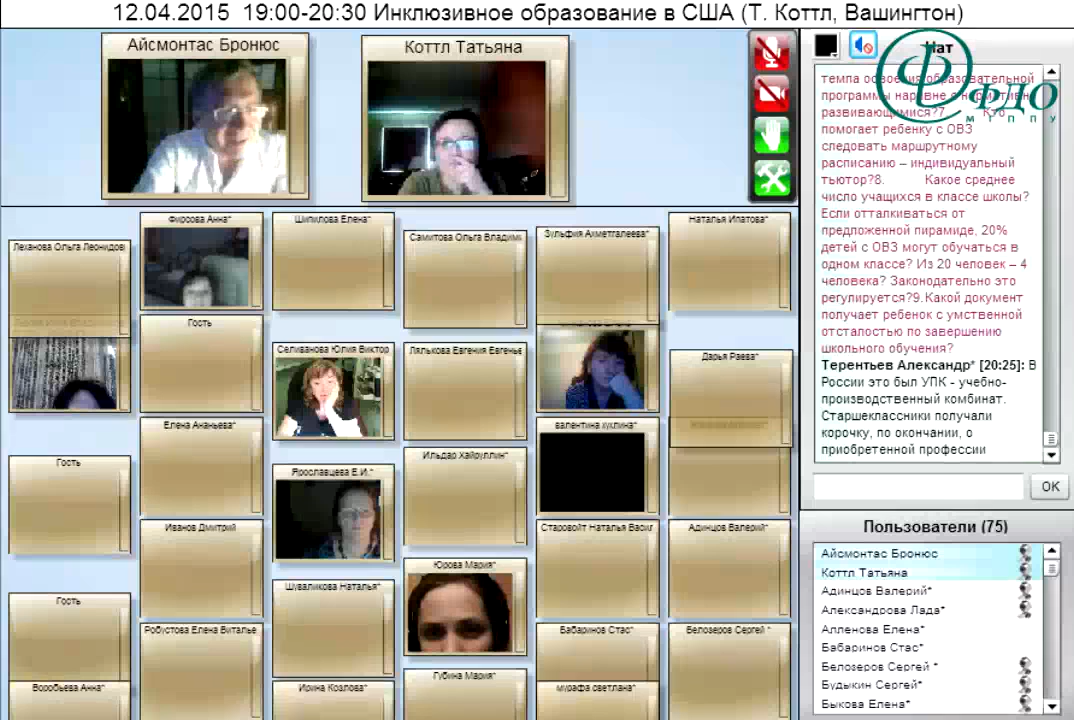 12.04.2015 19:00-20:30 Инклюзивное образование в США (Т. Коттл, Вашингтон)
Айсмонтас Бронюс
Коттл Татьяна
Чат
ФДО
МГППУ
темпа освоения образовательной
программы наравне с нормативно
развивающимися?7. Кто
помогает ребенку с ОВЗ
следовать маршрутному
расписанию – индивидуальный
тьютор?8. Какое среднее
число учащихся в классе школы?
Если отталкиваться от
предложенной пирамиде, 20%
детей с ОВЗ могут обучаться в
одном классе? Из 20 человек – 4
человека? Законодательно это
регулируется?9.Какой документ
получает ребенок с умственной
отсталостью по завершению
школьного обучения?
Терентьев Александр* [20:25]: В
России это был УПК - учебно-
производственный комбинат.
Старшеклассники получали
корочку, по окончании, о
приобретенной профессии
OK
Пользователи (75)
Айсмонтас Бронюс
Коттл Татьяна
Адинцов Валерий*
Александрова Лада*
Алленова Елена*
Бабаринов Стас*
Белозеров Сергей *
Будыкин Сергей*
Быкова Елена*
Леханова Ольга Леонидов
Фирсова Анна*
Шипилова Елена*
Самитова Ольга Владими
Зульфия Ахметгалеева*
Наталья Ипатова*
Гость
Селиванова Юлия Виктор
Лялькова Евгения Евгенье
Дарья Раева*
Елена Ананьева*
валентина кухлина*
Гость
Ярославцева Е.И.*
Ильдар Хайруллин*
Иванов Дмитрий
Старовойт Наталья Васил
Адинцов Валерий*
Гость
Шуваликова Наталья*
Юрова Мария*
Робустова Елена Виталье
Бабаринов Стас*
Белозеров Сергей *
Воробьева Анна*
Ирина Козлова*
Губина Мария*
мурафа светлана*